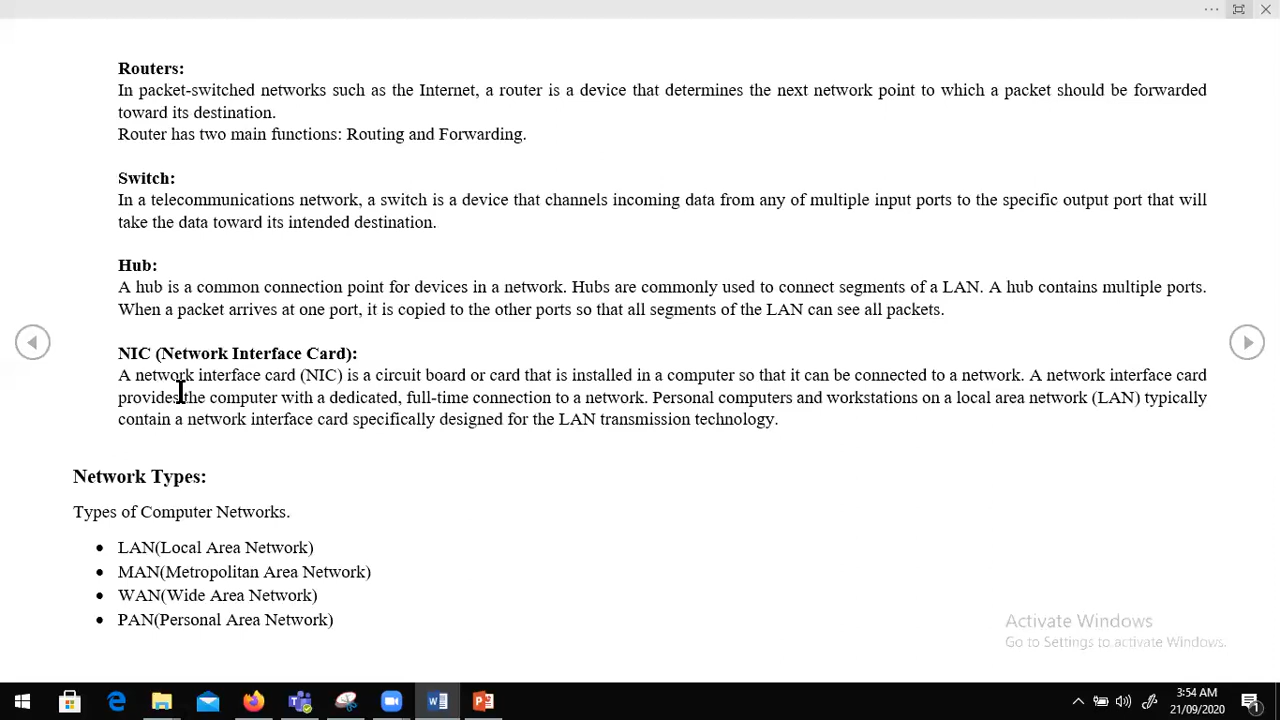 Routers:
In packet-switched networks such as the Internet, a router is a device that determines the next network point to which a packet should be forwarded
toward its destination.
Router has two main functions: Routing and Forwarding.
Switch:
In a telecommunications network, a switch is a device that channels incoming data from any of multiple input ports to the specific output port that will
take the data toward its intended destination.
Hub:
A hub is a common connection point for devices in a network. Hubs are commonly used to connect segments of a LAN. A hub contains multiple ports.
When a packet arrives at one port, it is copied to the other ports so that all segments of the LAN can see all packets.
NIC (Network Interface Card):
A network interface card (NIC) is a circuit board or card that is installed in a computer so that it can be connected to a network. A network interface card
provides the computer with a dedicated, full-time connection to a network. Personal computers and workstations on a local area network (LAN) typically
contain a network interface card specifically designed for the LAN transmission technology.
Network Types:
Types of Computer Networks.
• LAN(Local Area Network)
• MAN(Metropolitan Area Network)
• WAN(Wide Area Network)
• PAN(Personal Area Network)
Activate Windows
Go to Settings to activate Windows.
3:54 AM
21/09/2020